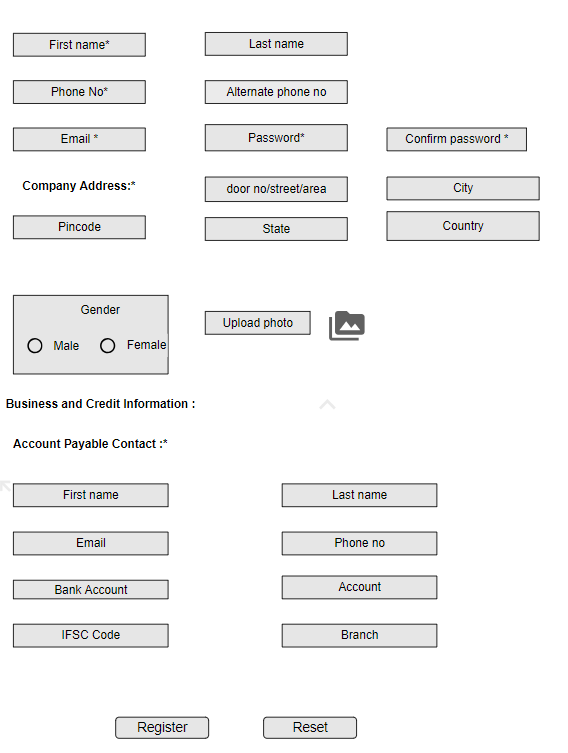 First name*
Last name
Phone No*
Alternate phone no
Email *
Password*
Confirm password *
Company Address:*
door no/street/area
City
Pincode
State
Country
Gender
Male
Female
Upload photo
Business and Credit Information :
Account Payable Contact :*
First name
Last name
Email
Phone no
Bank Account
Account
IFSC Code
Branch
Register
Reset